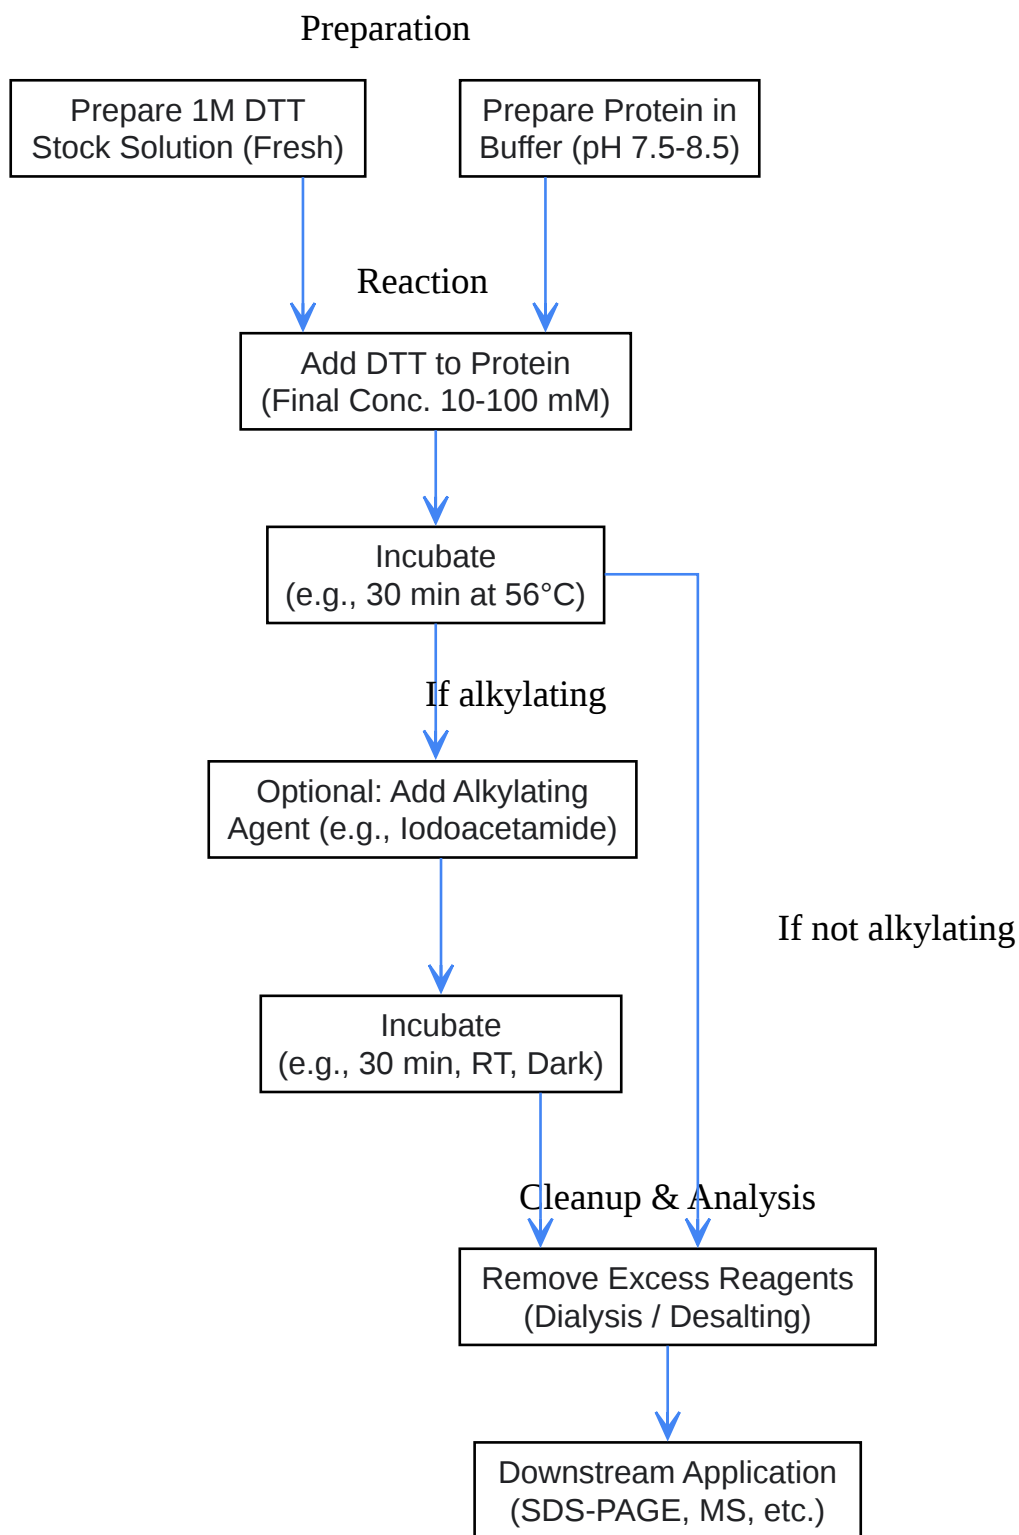 Preparation
Prepare 1M DTT
Stock Solution (Fresh)
Prepare Protein in
Buffer (pH 7.5-8.5)
Reaction
Add DTT to Protein
(Final Conc. 10-100 mM)
Incubate
(e.g., 30 min at 56°C)
If alkylating
Optional: Add Alkylating
Agent (e.g., Iodoacetamide)
If not alkylating
Incubate
(e.g., 30 min, RT, Dark)
Cleanup & Analysis
Remove Excess Reagents
(Dialysis / Desalting)
Downstream Application
(SDS-PAGE, MS, etc.)